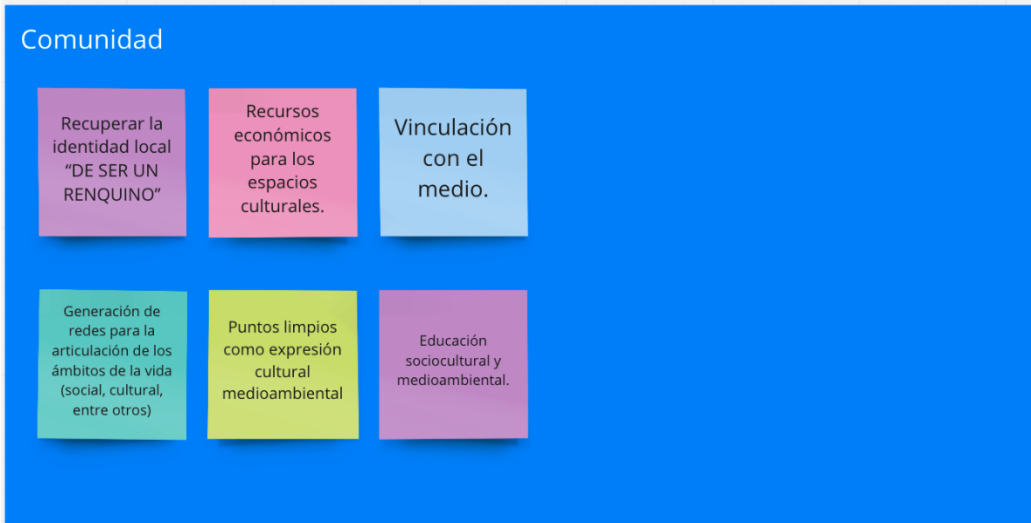 Comunidad
Recuperar la
identidad local
“DE SER UN
RENQUINO”
Recursos
económicos
para los
espacios
culturales.
Vinculación
con el
medio.
Generación de
redes para la
articulación de los
ámbitos de la vida
(social, cultural,
entre otros)
Puntos limpios
como expresión
cultural
medioambiental
Educación
sociocultural y
medioambiental.